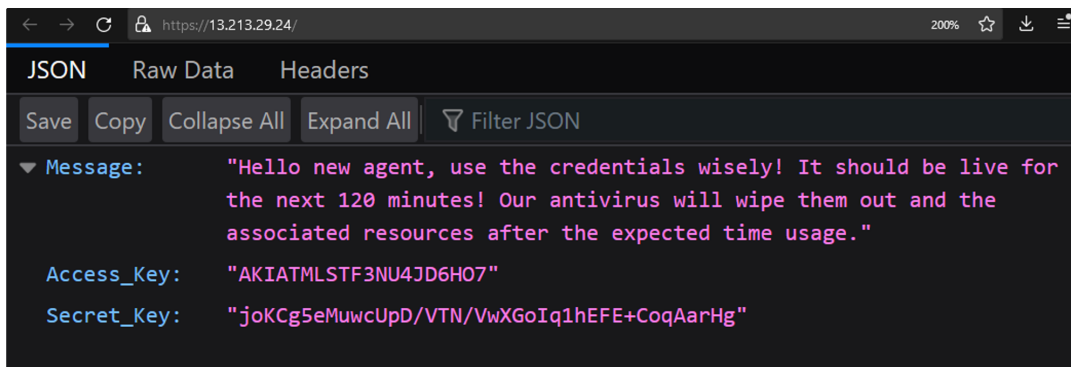 https://13.213.29.24/
200%
JSON Raw Data Headers
Save Copy Collapse All Expand All Filter JSON
Message: "Hello new agent, use the credentials wisely! It should be live for
the next 120 minutes! Our antivirus will wipe them out and the
associated resources after the expected time usage."
Access_Key: "AKIATMLSTF3NU4JD6HO7"
Secret_Key: "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"